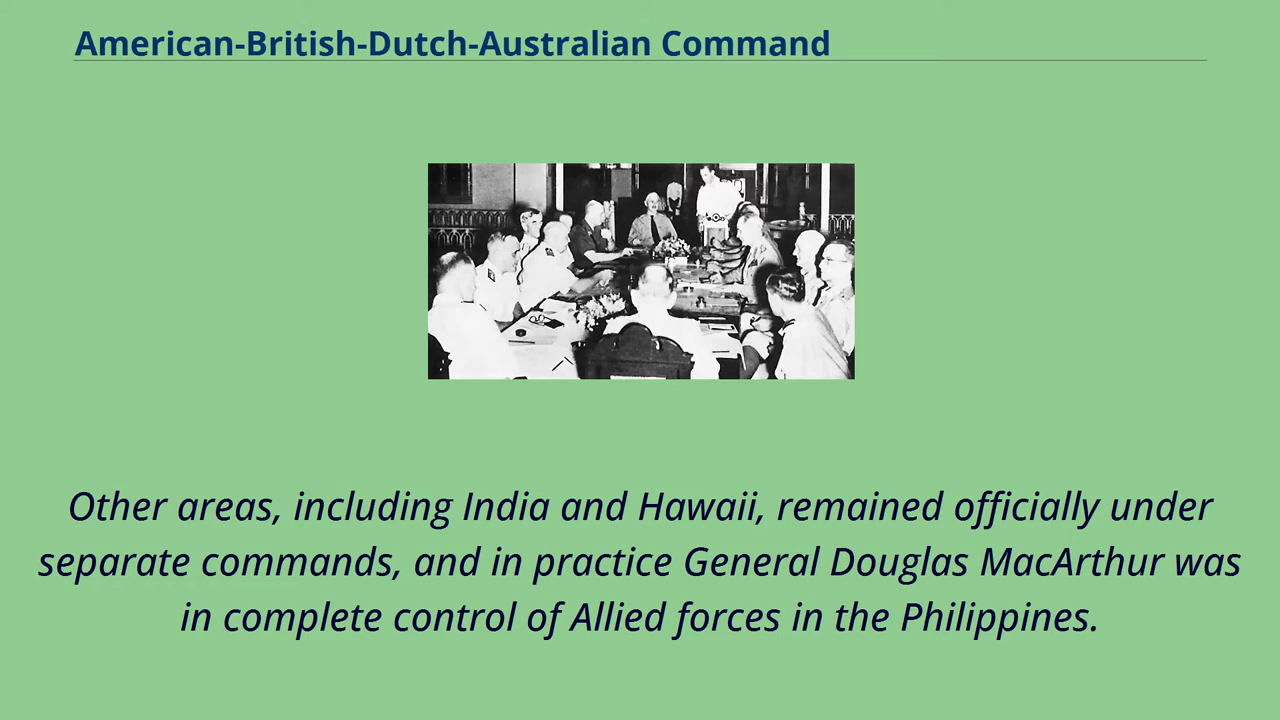 American-British-Dutch-Australian Command
Other areas, including India and Hawaii, remained officially under
separate commands, and in practice General Douglas MacArthur was
in complete control of Allied forces in the Philippines.